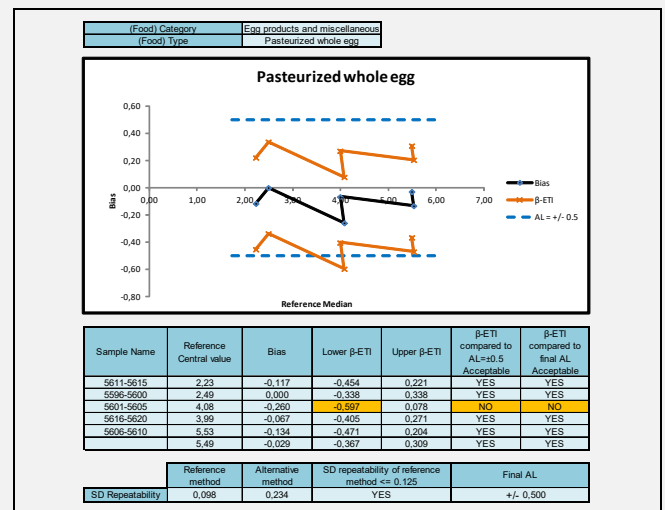 (Food) Category Egg products and miscellaneous
(Food) Type Pasteurized whole egg
Pasteurized whole egg
0,60
0,40
0,20
0,00
-0,20
-0,40
-0,60
-0,80
0,00 1,00 2,00 3,00 4,00 5,00 6,00 7,00
Bias
Reference Median
Bias
β-ETI
AL = +/- 0.5
Sample Name Reference Central value Bias Lower β-ETI Upper β-ETI β-ETI compared to AL=±0.5 Acceptable β-ETI compared to final AL Acceptable
5611-5615 2,23 -0,117 -0,454 0,221 YES YES
5596-5600 2,49 0,000 -0,338 0,338 YES YES
5601-5605 4,08 -0,260 -0,597 0,078 NO NO
5616-5620 3,99 -0,067 -0,405 0,271 YES YES
5606-5610 5,53 -0,134 -0,471 0,204 YES YES
5,49 -0,029 -0,367 0,309 YES YES
Reference method Alternative method SD repeatability of reference method <= 0.125 Final AL
SD Repeatability 0,098 0,234 YES +/- 0,500